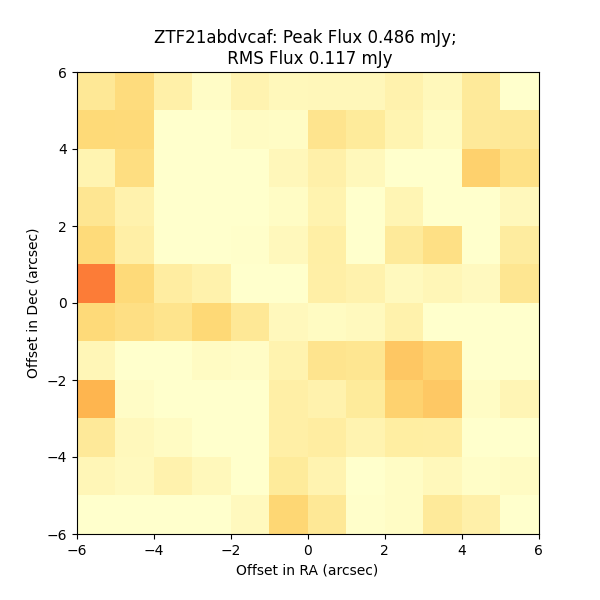 ZTF21abdvcaf: Peak Flux 0.486 mJy;
RMS Flux 0.117 mJy
6
4
2
0
−2
−4
−6
Offset in Dec (arcsec)
−6 −4 −2 0 2 4 6
Offset in RA (arcsec)